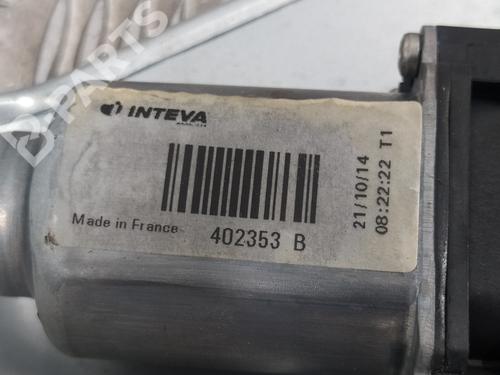 INTEVA
Made in France
402353 B
21/10/14
08:22:22 T1
B-PARTS